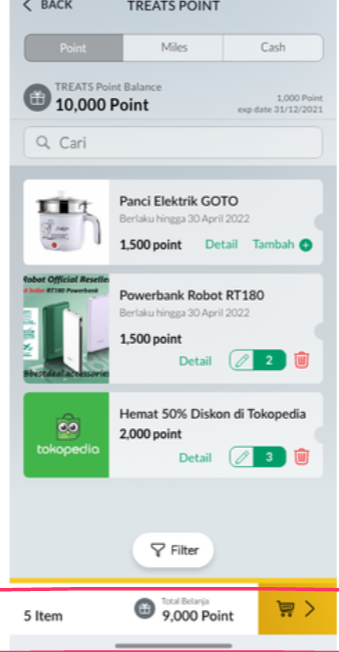 BACK
TREATS POINT
Point
Miles
Cash
TREATS Point Balance
10,000 Point
1,000 Point
exp date 31/12/2021
Cari
Panci Elektrik GOTO
Berlaku hingga 30 April 2022
1,500 point
Detail
Tambah
Robot Official Reseller
RT180 Powerbank
Powerbank Robot RT180
Berlaku hingga 30 April 2022
1,500 point
@bestdealaccessories
Detail
2
Hemat 50% Diskon di Tokopedia
2,000 point
tokopedia
Detail
3
Filter
5 Item
Total Belanja
9,000 Point